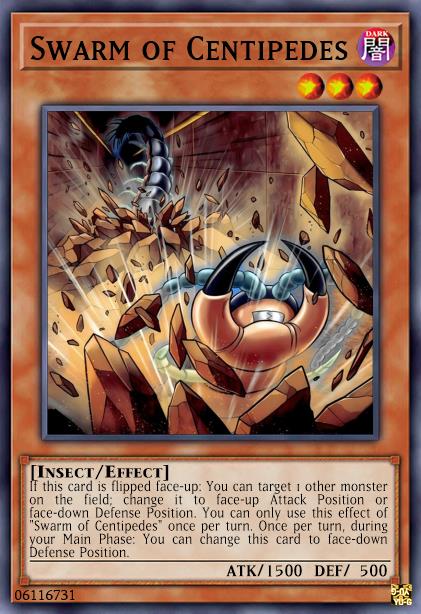 Swarm of Centipedes
DARK
闇
[Insect/Effect]
If this card is flipped face-up: You can target 1 other monster
on the field; change it to face-up Attack Position or
face-down Defense Position. You can only use this effect of
"Swarm of Centipedes" once per turn. Once per turn, during
your Main Phase: You can change this card to face-down
Defense Position.
ATK/1500 DEF/ 500
06116731